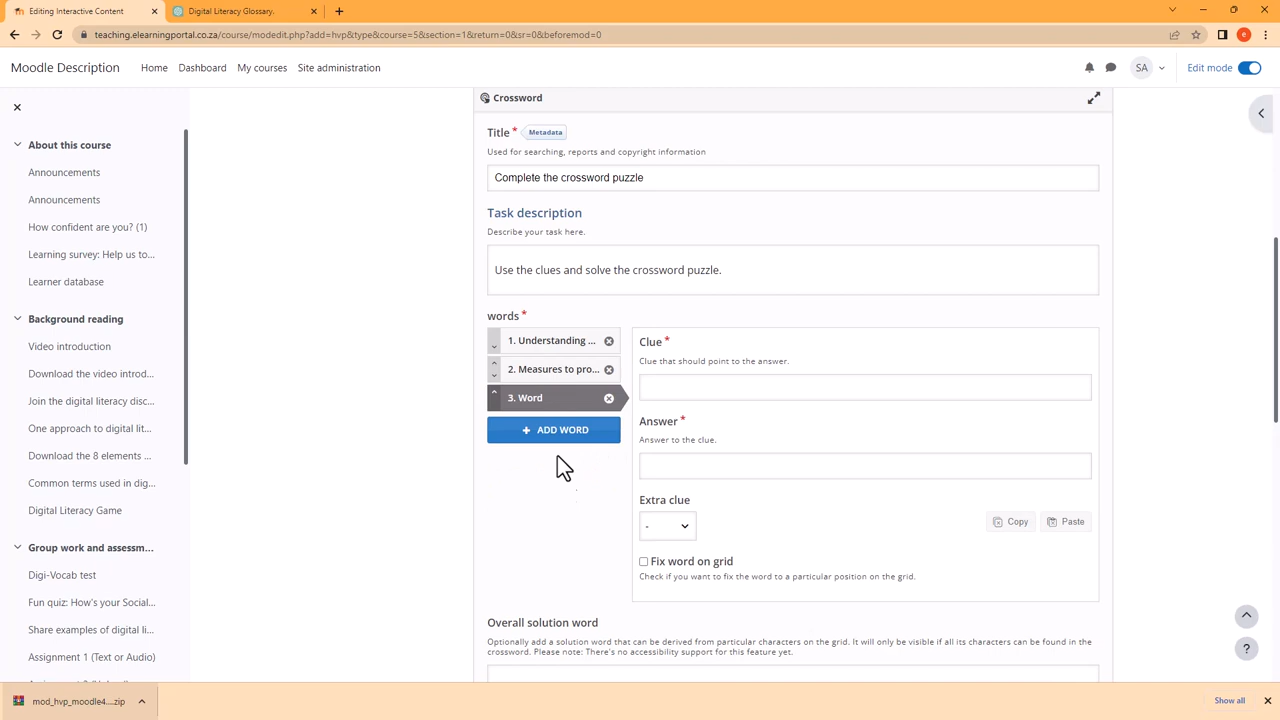 Editing Interactive Content
Digital Literacy Glossary.
teaching.elearningportal.co.za/course/modedit.php?add=hvp&type&course=5&section=1&return=0&sr=0&beforemod=0
e
Moodle Description
Home
Dashboard
My courses
Site administration
SA
Edit mode
About this course
Announcements
Announcements
How confident are you? (1)
Learning survey: Help us to...
Learner database
Background reading
Video introduction
Download the video introd...
Join the digital literacy disc...
One approach to digital lit...
Download the 8 elements ...
Common terms used in dig...
Digital Literacy Game
Group work and assessm...
Digi-Vocab test
Fun quiz: How's your Social...
Share examples of digital li...
Assignment 1 (Text or Audio)
Crossword
Title * Metadata
Used for searching, reports and copyright information
Complete the crossword puzzle
Task description
Describe your task here.
Use the clues and solve the crossword puzzle.
words *
1. Understanding ...
2. Measures to pro...
3. Word
+ ADD WORD
Clue *
Clue that should point to the answer.
Answer *
Answer to the clue.
Extra clue
-
Copy
Paste
Fix word on grid
Check if you want to fix the word to a particular position on the grid.
Overall solution word
Optionally add a solution word that can be derived from particular characters on the grid. It will only be visible if all its characters can be found in the
crossword. Please note: There's no accessibility support for this feature yet.
?
mod_hvp_moodle4....zip
Show all